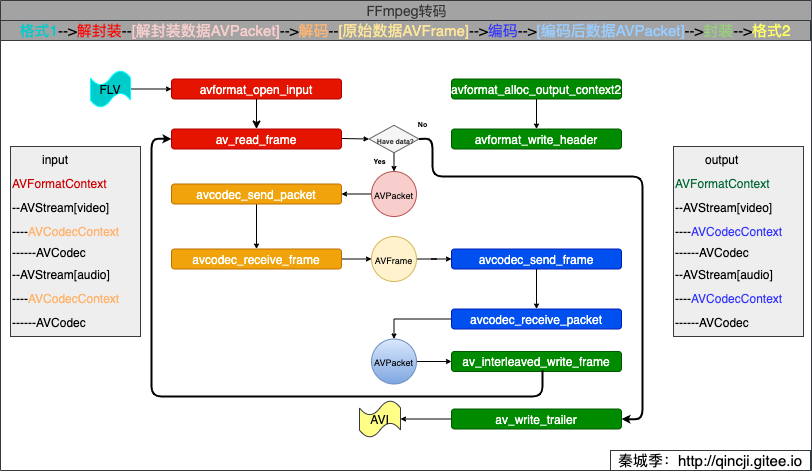 FFmpeg转码
格式1-->解封装--[解封装数据AVPacket]-->解码--[原始数据AVFrame]-->编码-->[编码后数据AVPacket]-->封装-->格式2
FLV
avformat_open_input
avformat_alloc_output_context2
No
av_read_frame
Have data?
avformat_write_header
Yes
input
AVFormatContext
--AVStream[video]
----AVCodecContext
------AVCodec
--AVStream[audio]
----AVCodecContext
------AVCodec
avcodec_send_packet
AVPacket
avcodec_receive_frame
AVFrame
avcodec_send_frame
avcodec_receive_packet
AVPacket
av_interleaved_write_frame
AVI
av_write_trailer
output
AVFormatContext
--AVStream[video]
----AVCodecContext
------AVCodec
--AVStream[audio]
----AVCodecContext
------AVCodec
秦城季：http://qincji.gitee.io